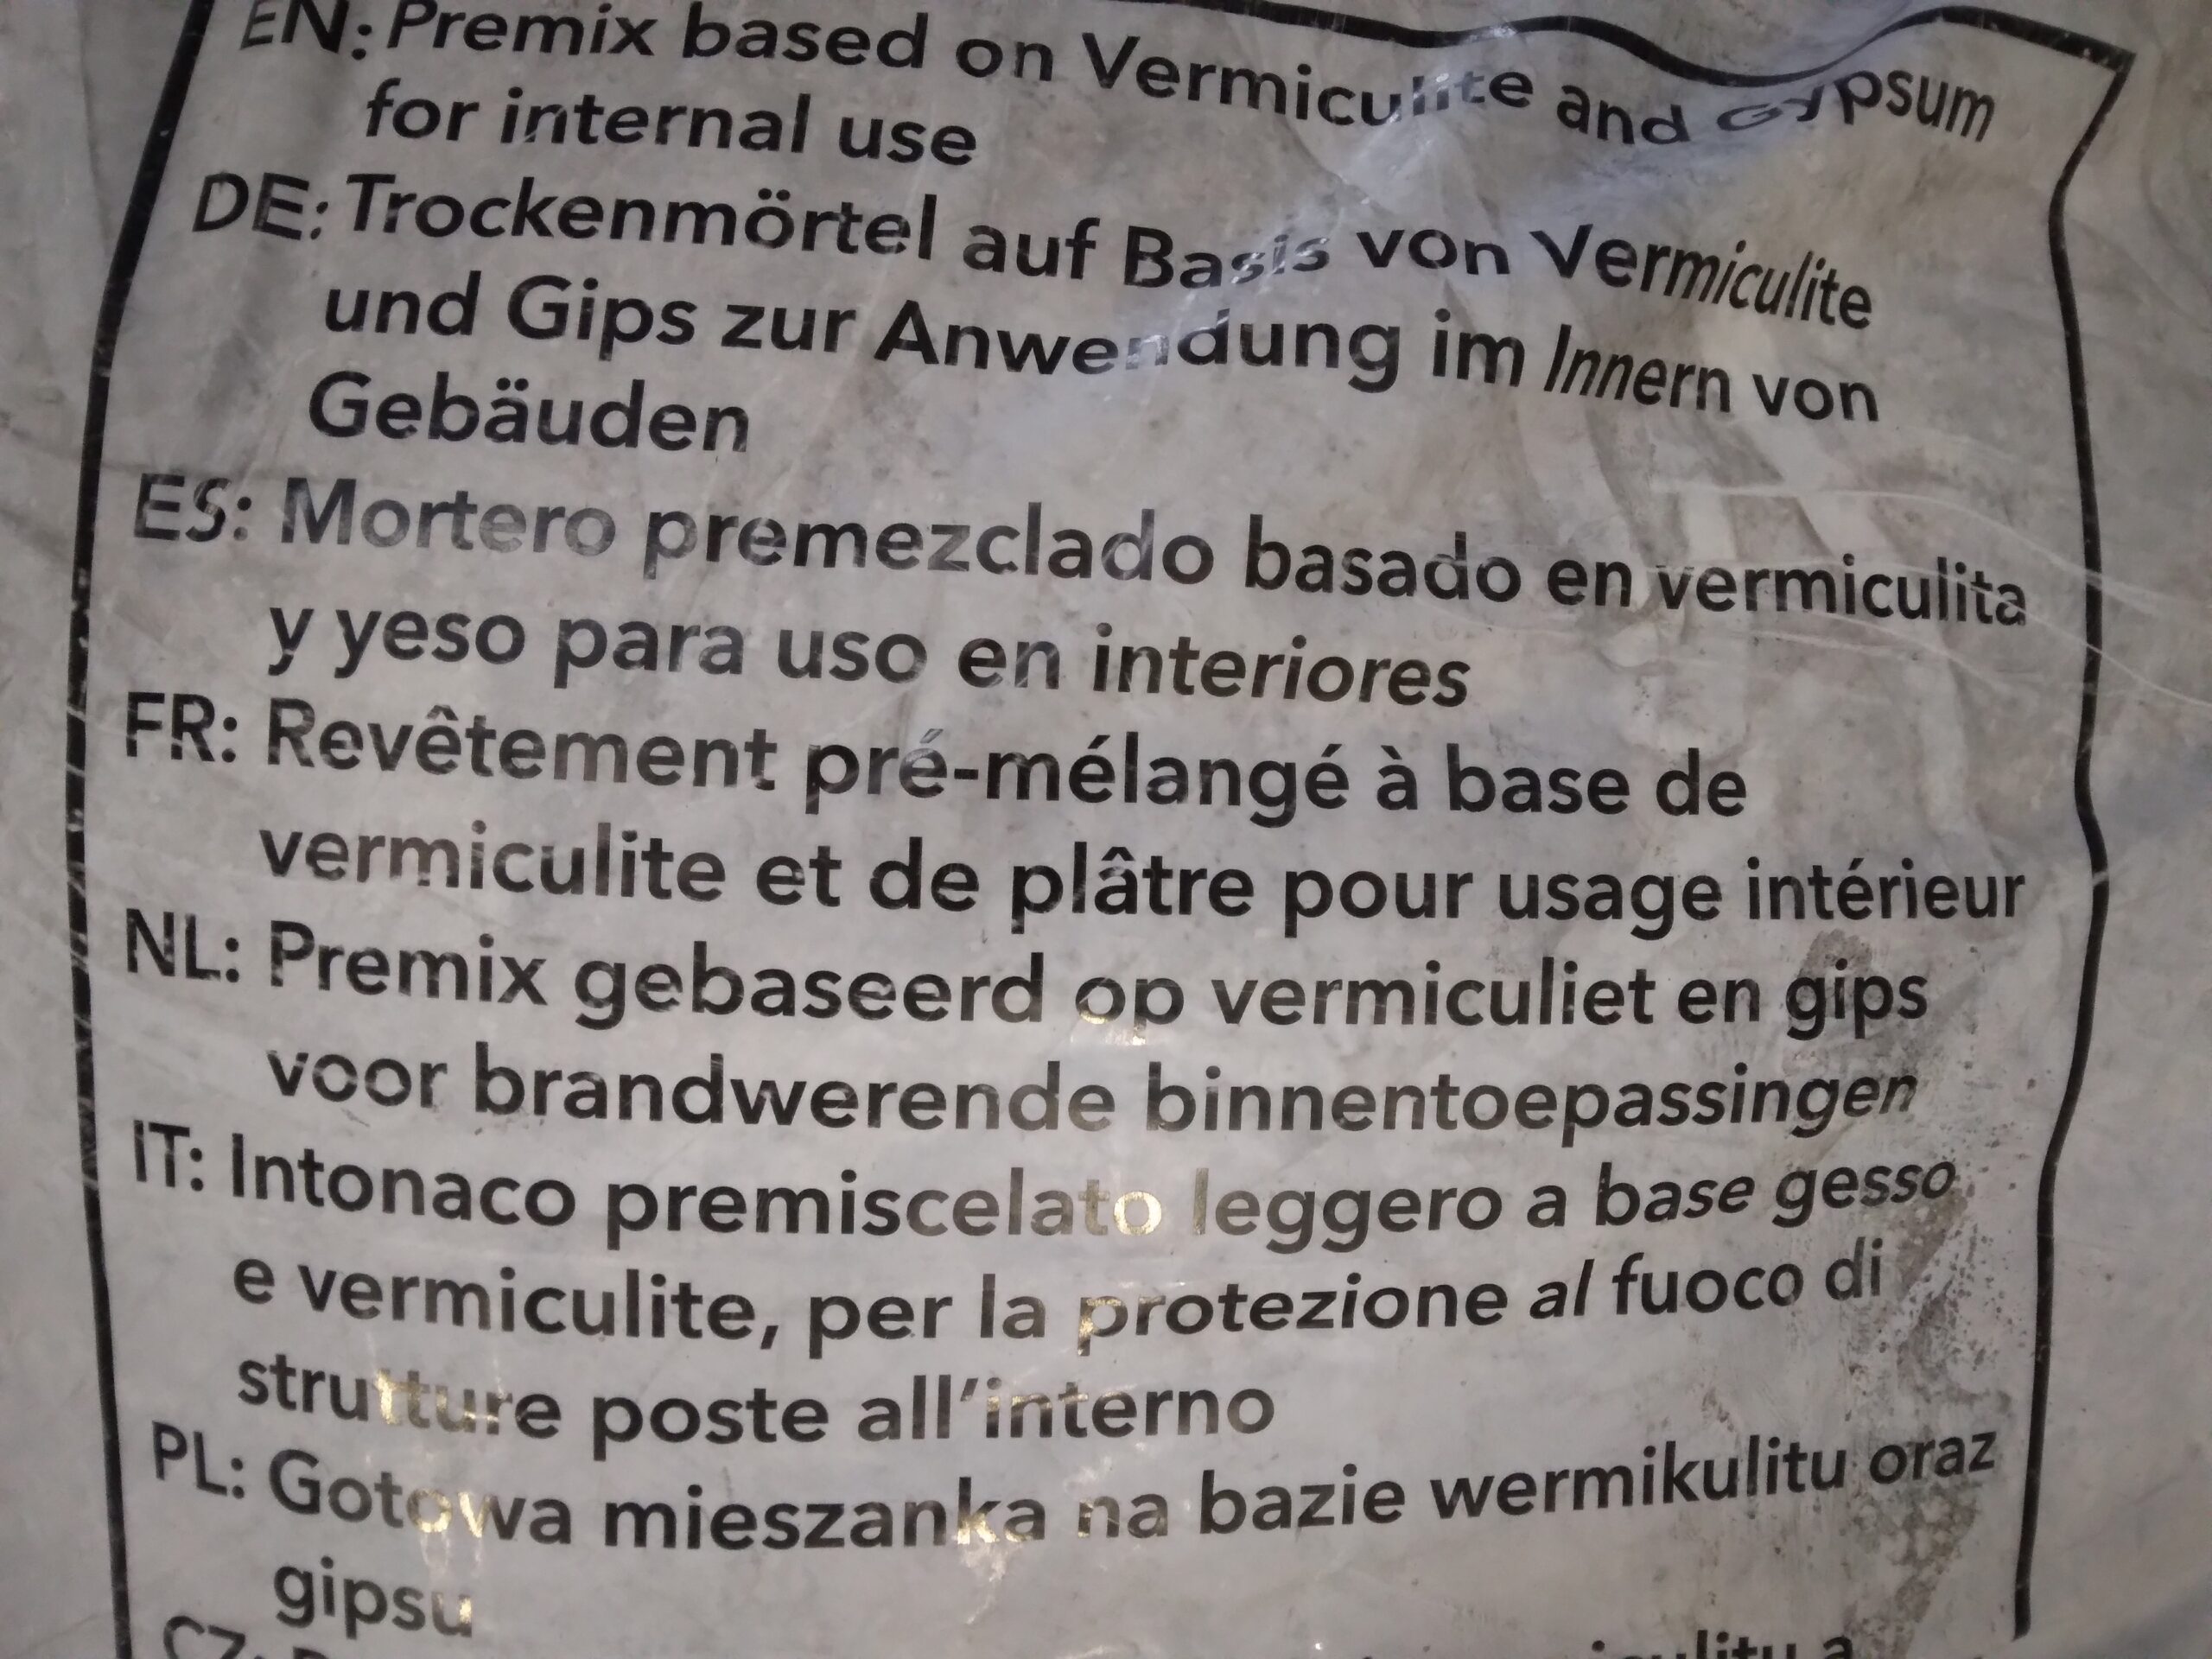 EN: Premix based on Vermiculite and Gypsum
for internal use
DE: Trockenmörtel auf Basis von Vermiculite
und Gips zur Anwendung im Innern von
Gebäuden
ES: Mortero premezclado basado en vermiculita
y yeso para uso en interiores
FR: Revêtement pré-mélangé à base de
vermiculite et de plâtre pour usage intérieur
NL: Premix gebaseerd op vermiculiet en gips
voor brandwerende binnentoepassingen
IT: Intonaco premiscelato leggero a base gesso
e vermiculite, per la protezione al fuoco di
strutture poste all'interno
PL: Gotowa mieszanka na bazie wermikulitu oraz
gipsu
CZ: